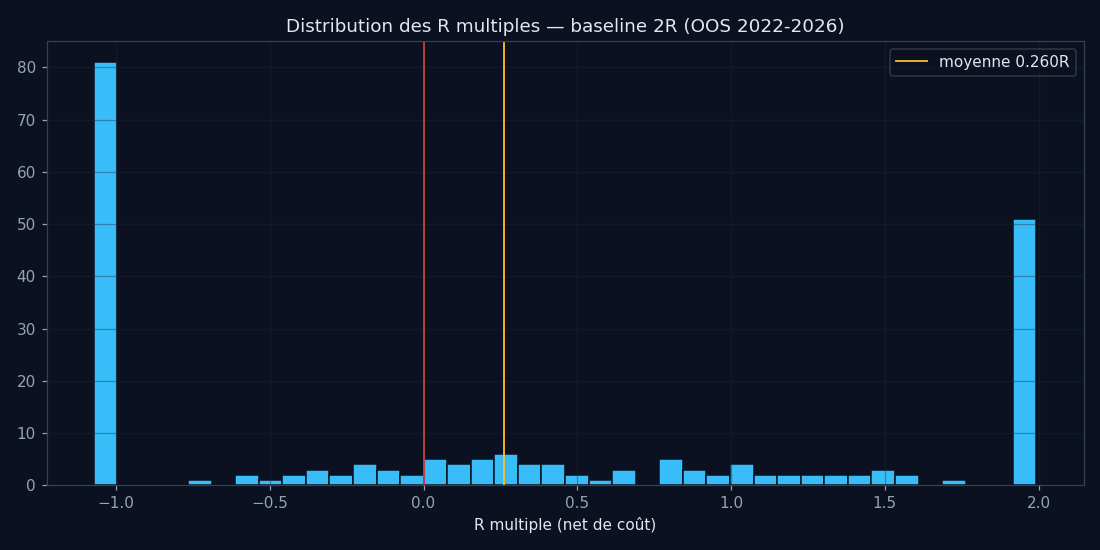 Distribution des R multiples — baseline 2R (OOS 2022-2026)
moyenne 0.260R
80
70
60
50
40
30
20
10
0
−1.0 −0.5 0.0 0.5 1.0 1.5 2.0
R multiple (net de coût)